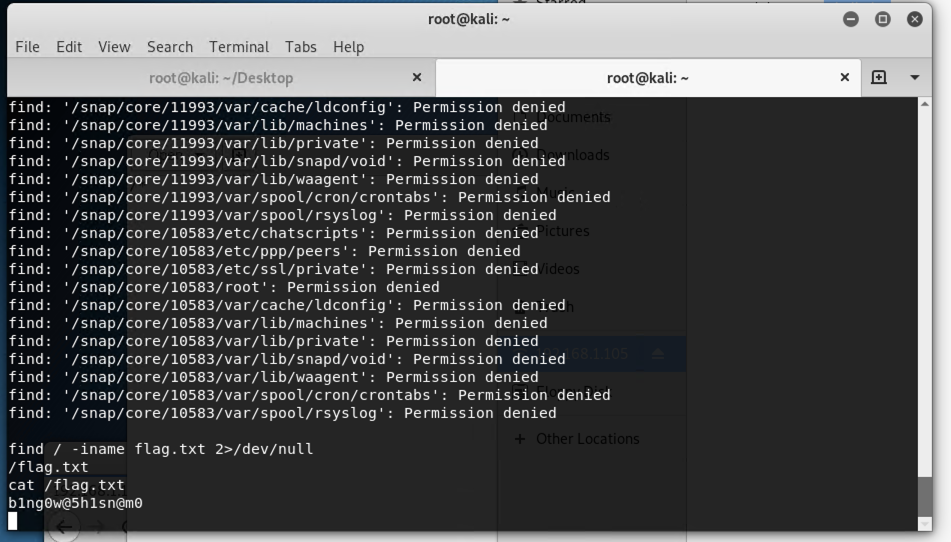 Starred
root@kali: ~
File Edit View Search Terminal Tabs Help
root@kali: ~/Desktop
root@kali: ~
find: '/snap/core/11993/var/cache/ldconfig': Permission denied
find: '/snap/core/11993/var/lib/machines': Permission denied
find: '/snap/core/11993/var/lib/private': Permission denied
find: '/snap/core/11993/var/lib/snapd/void': Permission denied
find: '/snap/core/11993/var/lib/waagent': Permission denied
find: '/snap/core/11993/var/spool/cron/crontabs': Permission denied
find: '/snap/core/11993/var/spool/rsyslog': Permission denied
find: '/snap/core/10583/etc/chatscripts': Permission denied
find: '/snap/core/10583/etc/ppp/peers': Permission denied
find: '/snap/core/10583/etc/ssl/private': Permission denied
find: '/snap/core/10583/root': Permission denied
find: '/snap/core/10583/var/cache/ldconfig': Permission denied
find: '/snap/core/10583/var/lib/machines': Permission denied
find: '/snap/core/10583/var/lib/private': Permission denied
find: '/snap/core/10583/var/lib/snapd/void': Permission denied
find: '/snap/core/10583/var/lib/waagent': Permission denied
find: '/snap/core/10583/var/spool/cron/crontabs': Permission denied
find: '/snap/core/10583/var/spool/rsyslog': Permission denied
find / -iname flag.txt 2>/dev/null
/flag.txt
cat /flag.txt
b1ng0w@5h1sn@m0
Documents
Downloads
Music
Pictures
Videos
Floppy Disk
+ Other Locations